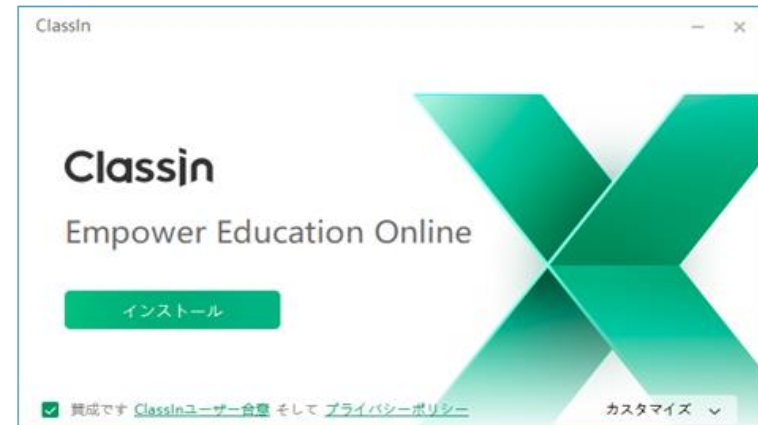 ClassIn
Classin
Empower Education Online
インストール
賛成です ClassInユーザー合意 そして プライバシーポリシー
カスタマイズ